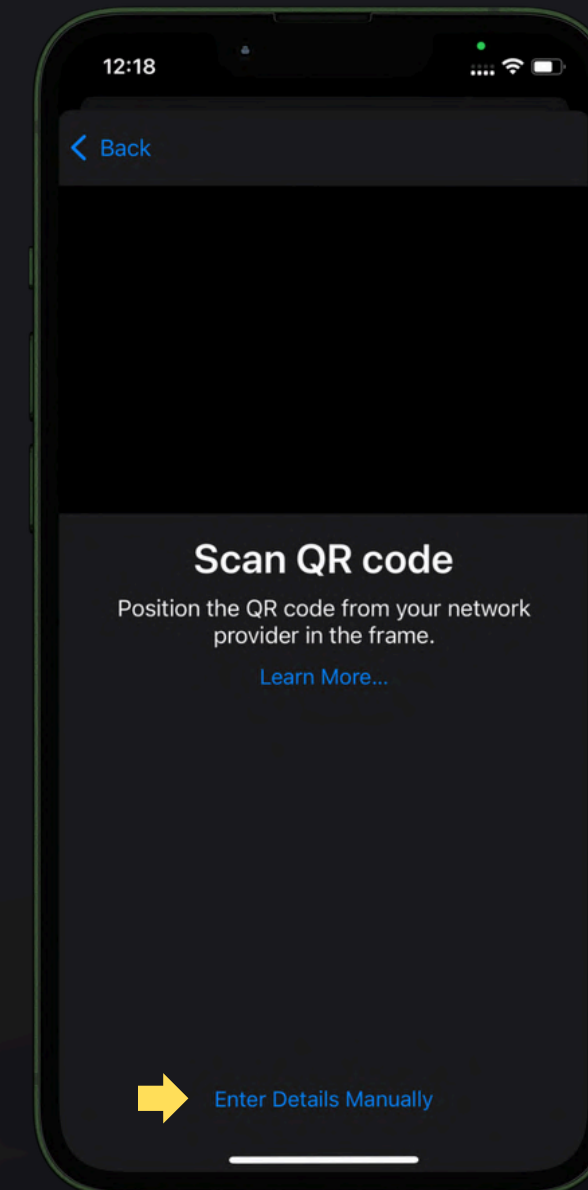 12:18
Back
Scan QR code
Position the QR code from your network
provider in the frame.
Learn More...
Enter Details Manually